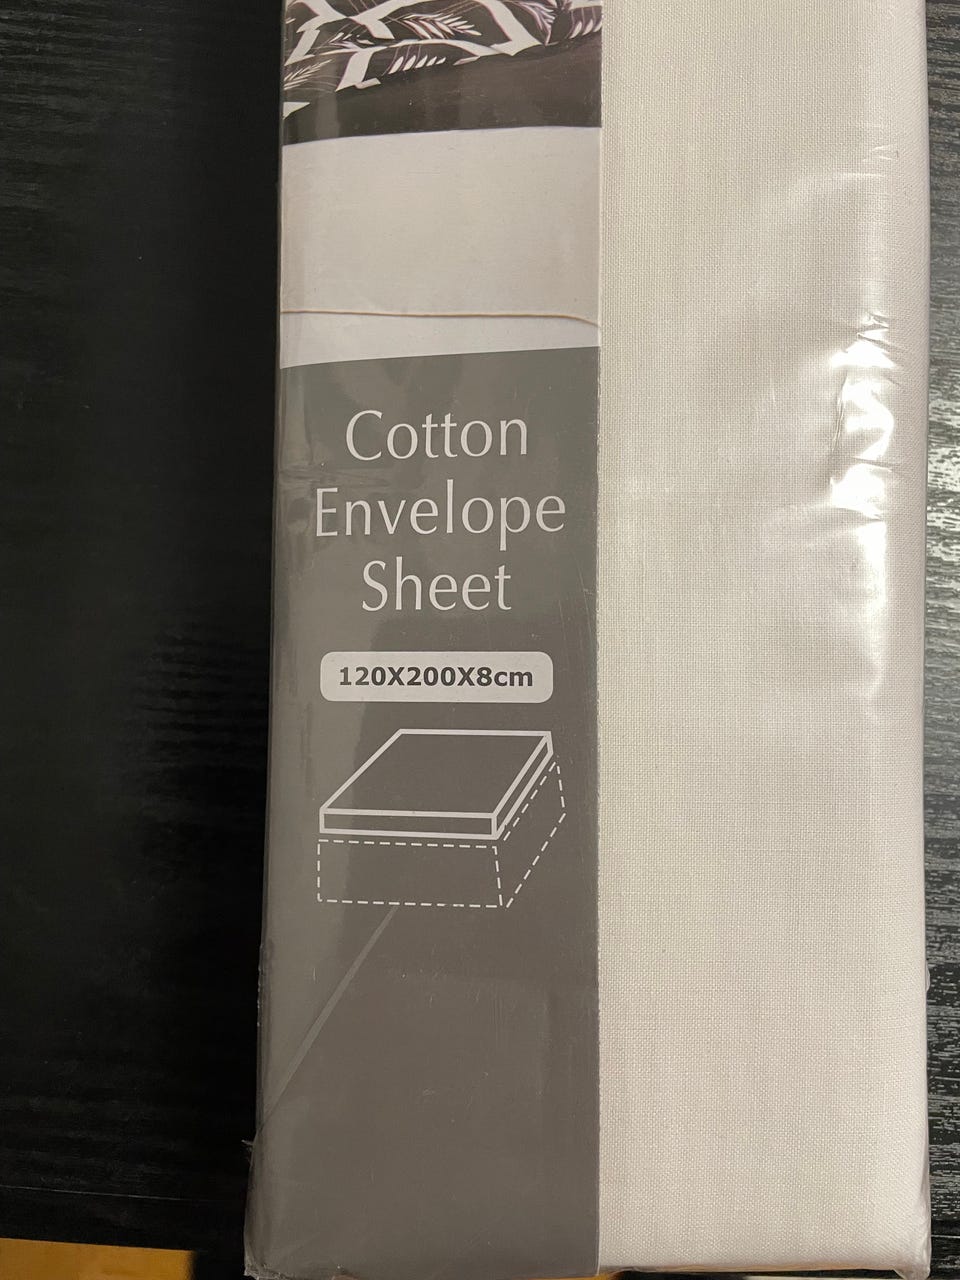 Cotton
Envelope
Sheet
120X200X8cm